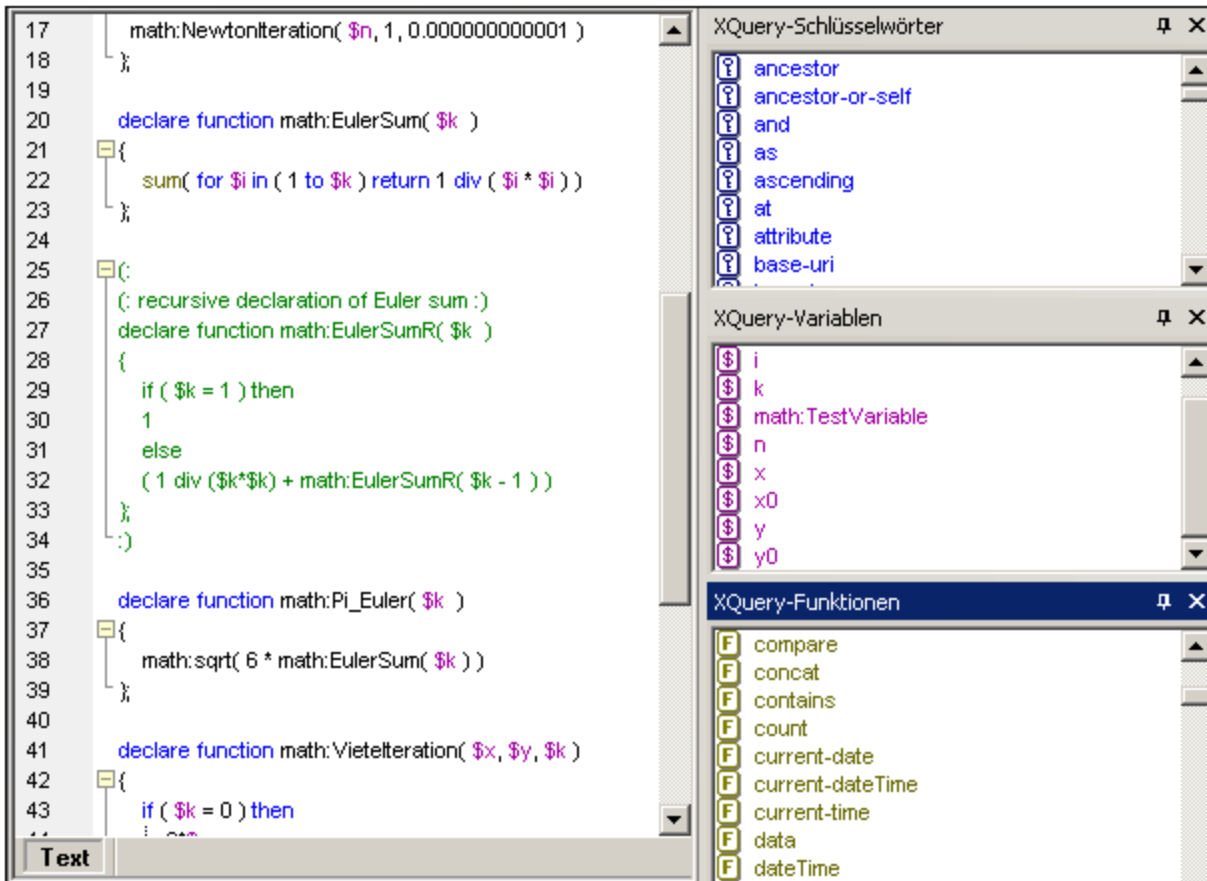 17 math:NewtonIteration( $n, 1, 0.000000000001 )
18 };
19
20 declare function math:EulerSum( $k )
21 {
22 sum( for $i in ( 1 to $k ) return 1 div ( $i * $i ) )
23 };
24
25 (:
26 (: recursive declaration of Euler sum :)
27 declare function math:EulerSumR( $k )
28 {
29 if ( $k = 1 ) then
30 1
31 else
32 ( 1 div ($k*$k) + math:EulerSumR( $k - 1 ) )
33 };
34 :)
35
36 declare function math:Pi_Euler( $k )
37 {
38 math:sqrt( 6 * math:EulerSum( $k ) )
39 };
40
41 declare function math:VieteIteration( $x, $y, $k )
42 {
43 if ( $k = 0 ) then
Text
XQuery-Schlüsselwörter
ancestor
ancestor-or-self
and
as
ascending
at
attribute
base-uri
XQuery-Variablen
$ i
$ k
$ math:TestVariable
$ n
$ x
$ x0
$ y
$ y0
XQuery-Funktionen
F compare
F concat
F contains
F count
F current-date
F current-dateTime
F current-time
F data
F dateTime